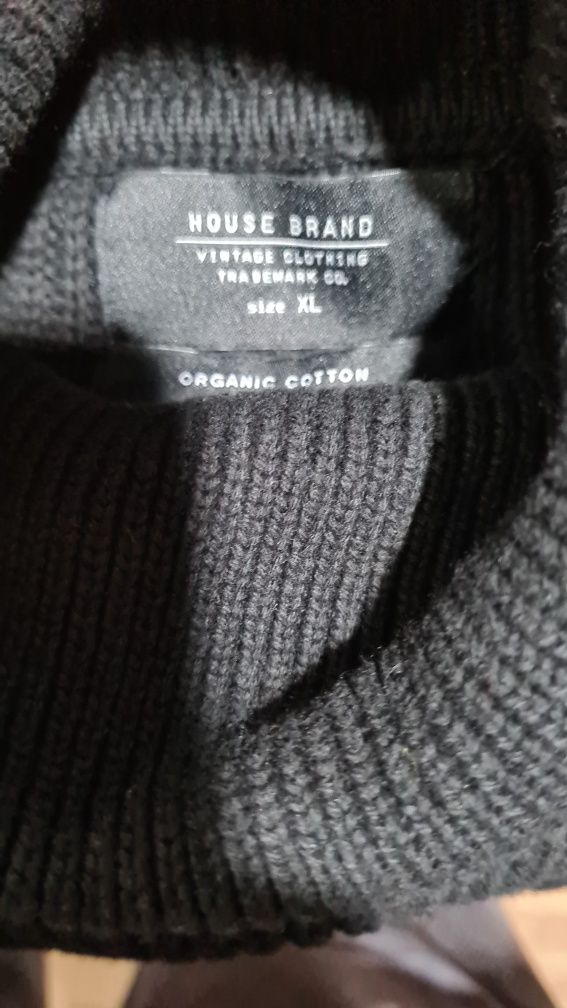 HOUSE BRAND
VINTAGE CLOTHING
TRADEMARK CO.
size XL
ORGANIC COTTON